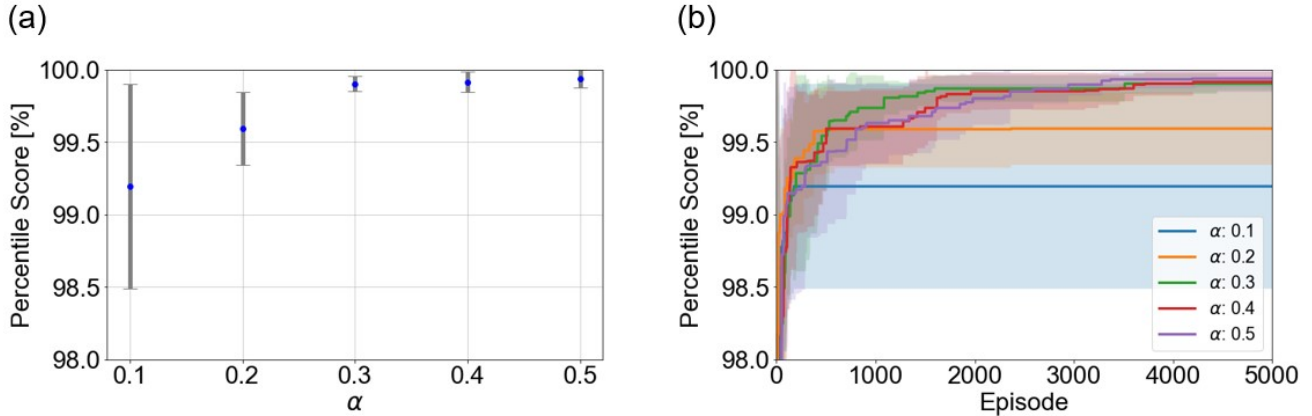 (a)
Percentile Score [%]
100.0
99.5
99.0
98.5
98.0
0.1 0.2 0.3 0.4 0.5
α
(b)
Percentile Score [%]
100.0
99.5
99.0
98.5
98.0
α: 0.1
α: 0.2
α: 0.3
α: 0.4
α: 0.5
0 1000 2000 3000 4000 5000
Episode